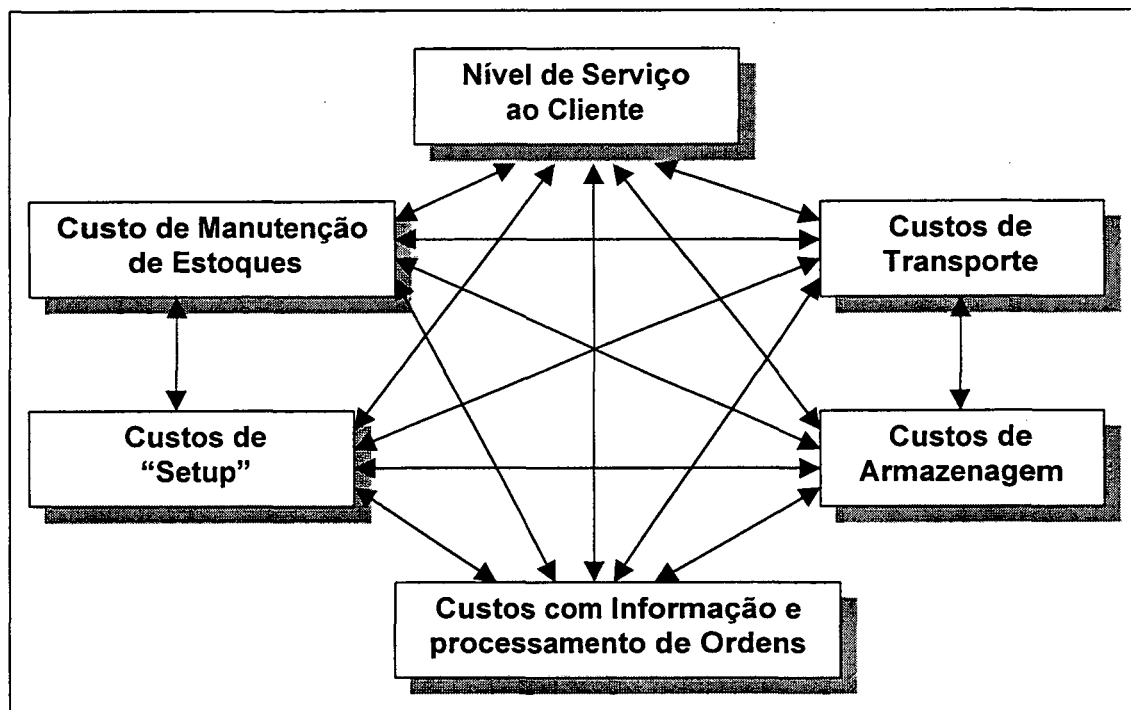 Nível de Serviço
ao Cliente
Custo de Manutenção
de Estoques
Custos de
Transporte
Custos de
“Setup”
Custos de
Armazenagem
Custos com Informação e
processamento de Ordens